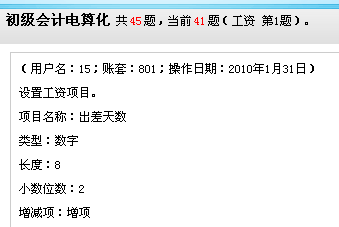 初级会计电算化 共45题，当前41题（工资 第1题）。
（用户名：15；账套：801；操作日期：2010年1月31日）
设置工资项目。
项目名称：出差天数
类型：数字
长度：8
小数位数：2
增减项：增项